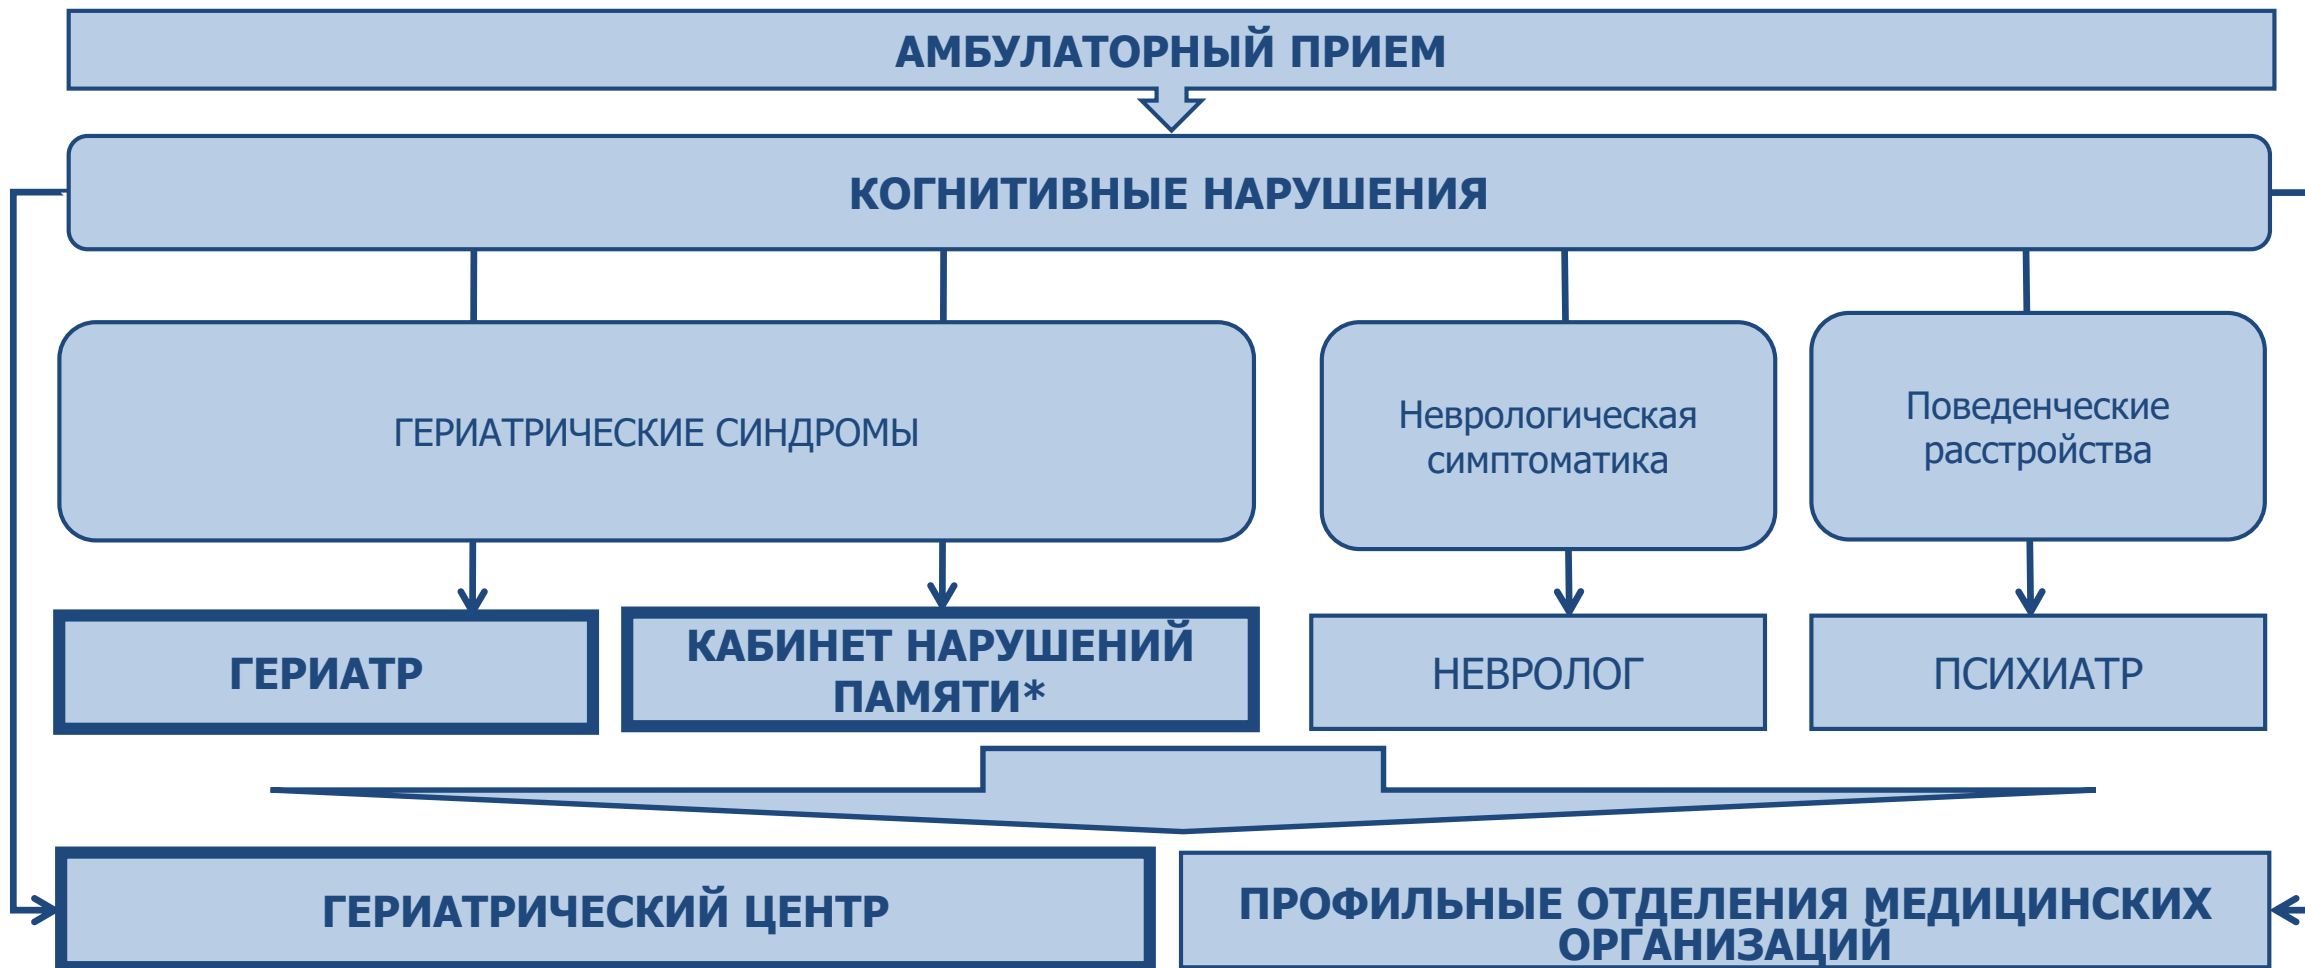 АМБУЛАТОРНЫЙ ПРИЕМ
КОГНИТИВНЫЕ НАРУШЕНИЯ
ГЕРИАТРИЧЕСКИЕ СИНДРОМЫ
Неврологическая
симптоматика
Поведенческие
расстройства
ГЕРИАТР
КАБИНЕТ НАРУШЕНИЙ
ПАМЯТИ*
НЕВРОЛОГ
ПСИХИАТР
ГЕРИАТРИЧЕСКИЙ ЦЕНТР
ПРОФИЛЬНЫЕ ОТДЕЛЕНИЯ МЕДИЦИНСКИХ
ОРГАНИЗАЦИЙ